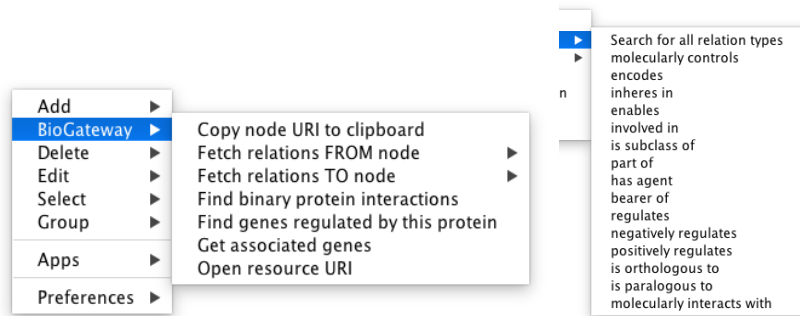 Add
BioGateway
Delete
Edit
Select
Group
Apps
Preferences
Copy node URI to clipboard
Fetch relations FROM node
Fetch relations TO node
Find binary protein interactions
Find genes regulated by this protein
Get associated genes
Open resource URI
n
Search for all relation types
molecularly controls
encodes
inheres in
enables
involved in
is subclass of
part of
has agent
bearer of
regulates
negatively regulates
positively regulates
is orthologous to
is paralogous to
molecularly interacts with